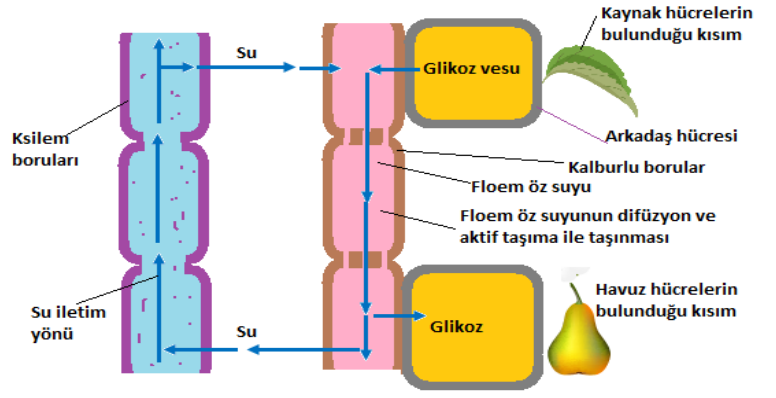 Kaynak hücrelerin
bulunduğu kısım
Su
Glikoz vesu
Ksilem
boruları
Arkadaş hücresi
Kalburlu borular
Floem öz suyu
Floem öz suyunun difüzyon ve
aktif taşıma ile taşınması
Su iletim
yönü
Su
Glikoz
Havuz hücrelerin
bulunduğu kısım